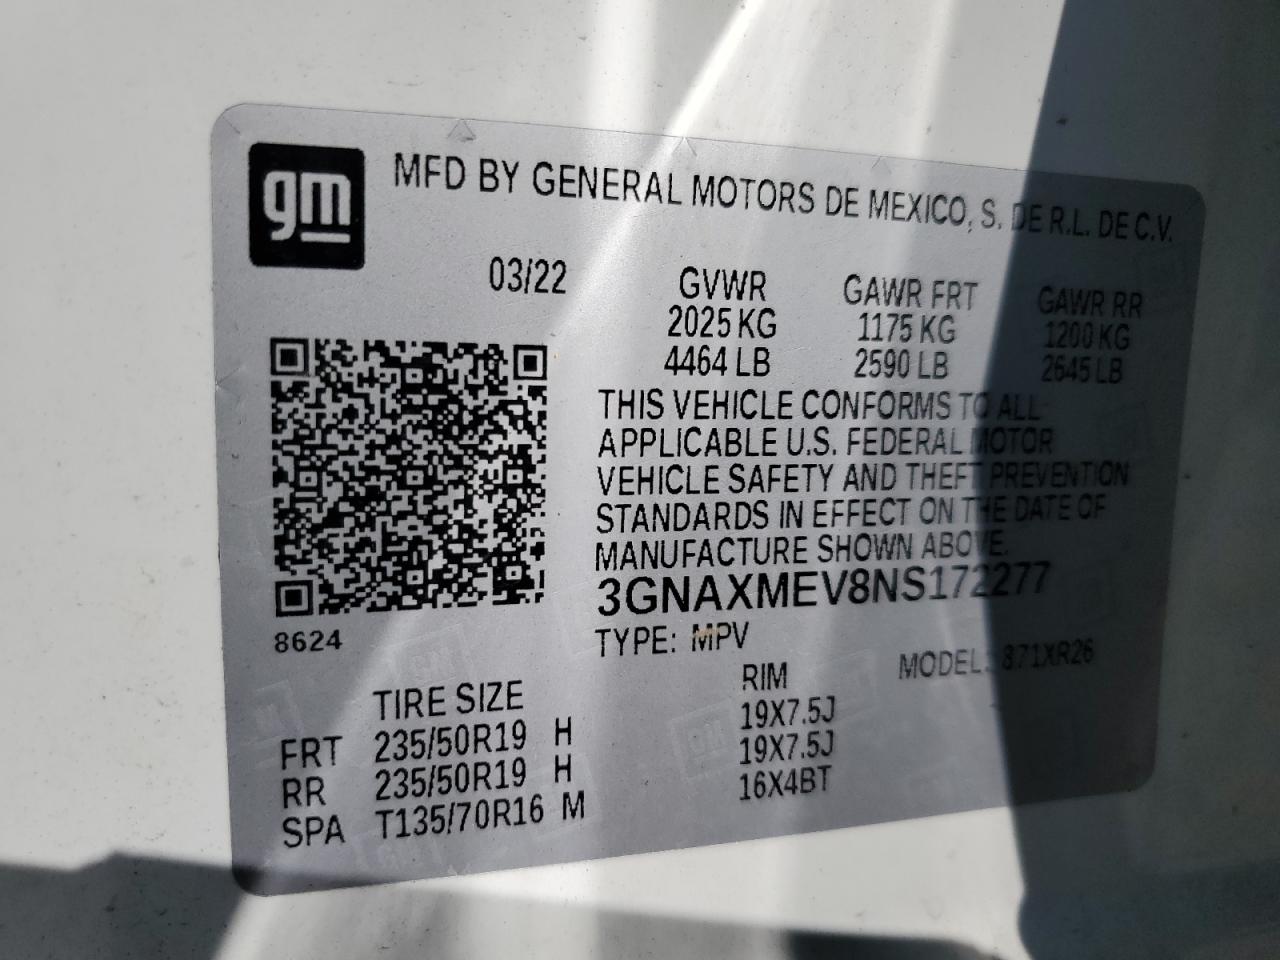 gm
MFD BY GENERAL MOTORS DE MEXICO, S. DE R.L. DE C.V.
03/22 GVWR GAWR FRT GAWR RR
2025 KG 1175 KG 1200 KG
4464 LB 2590 LB 2645 LB
THIS VEHICLE CONFORMS TO ALL
APPLICABLE U.S. FEDERAL MOTOR
VEHICLE SAFETY AND THEFT PREVENTION
STANDARDS IN EFFECT ON THE DATE OF
MANUFACTURE SHOWN ABOVE.
3GNAXMEV8NS172277
8624
TYPE: MPV MODEL: 871XR26
TIRE SIZE RIM
FRT 235/50R19 H 19X7.5J
RR 235/50R19 H 19X7.5J
SPA T135/70R16 M 16X4BT